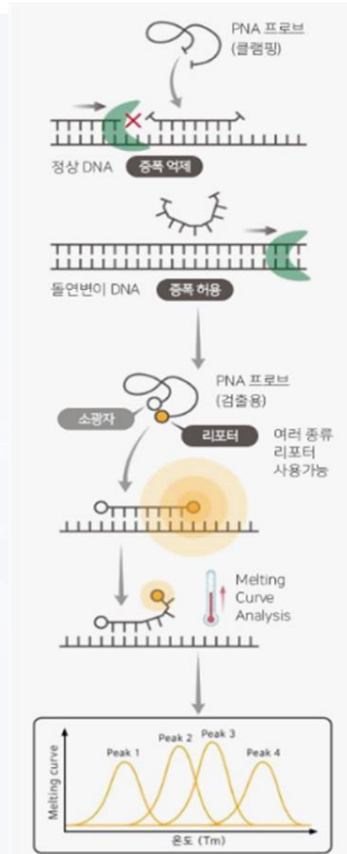 PNA 프로브
(클램핑)
정상 DNA
증폭 억제
돌연변이 DNA
증폭 허용
PNA 프로브
(검출용)
소광자
리포터
여러 종류
리포터
사용가능
Melting
Curve
Analysis
Melting curve
Peak 1
Peak 2
Peak 3
Peak 4
온도 (Tm)